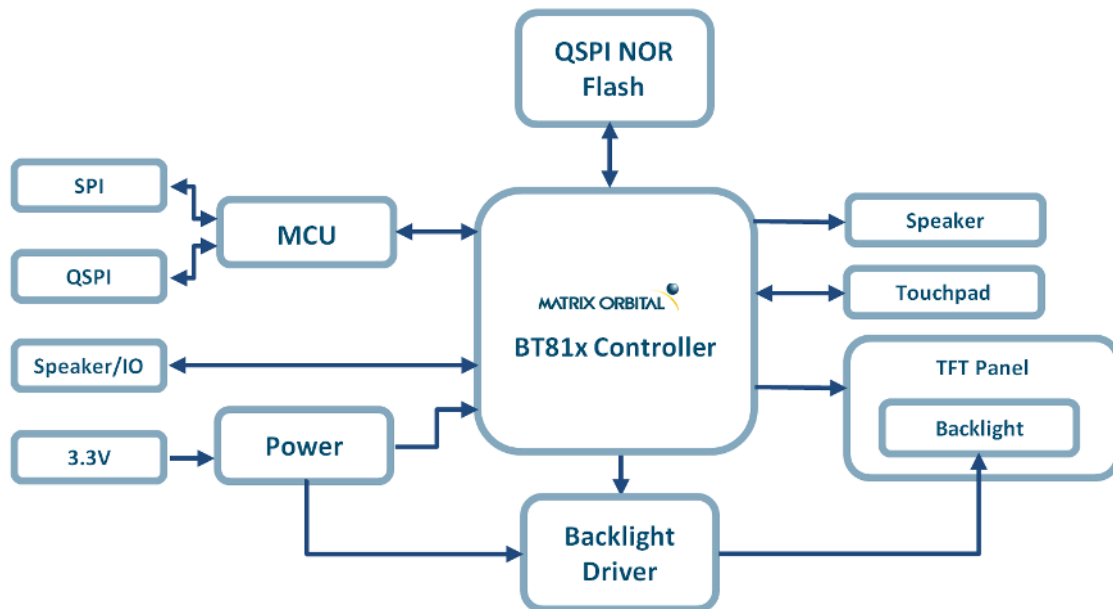 QSPI NOR
Flash
SPI
MCU
QSPI
Speaker
Touchpad
MATRIX ORBITAL
BT81x Controller
Speaker/IO
TFT Panel
Backlight
3.3V
Power
Backlight
Driver